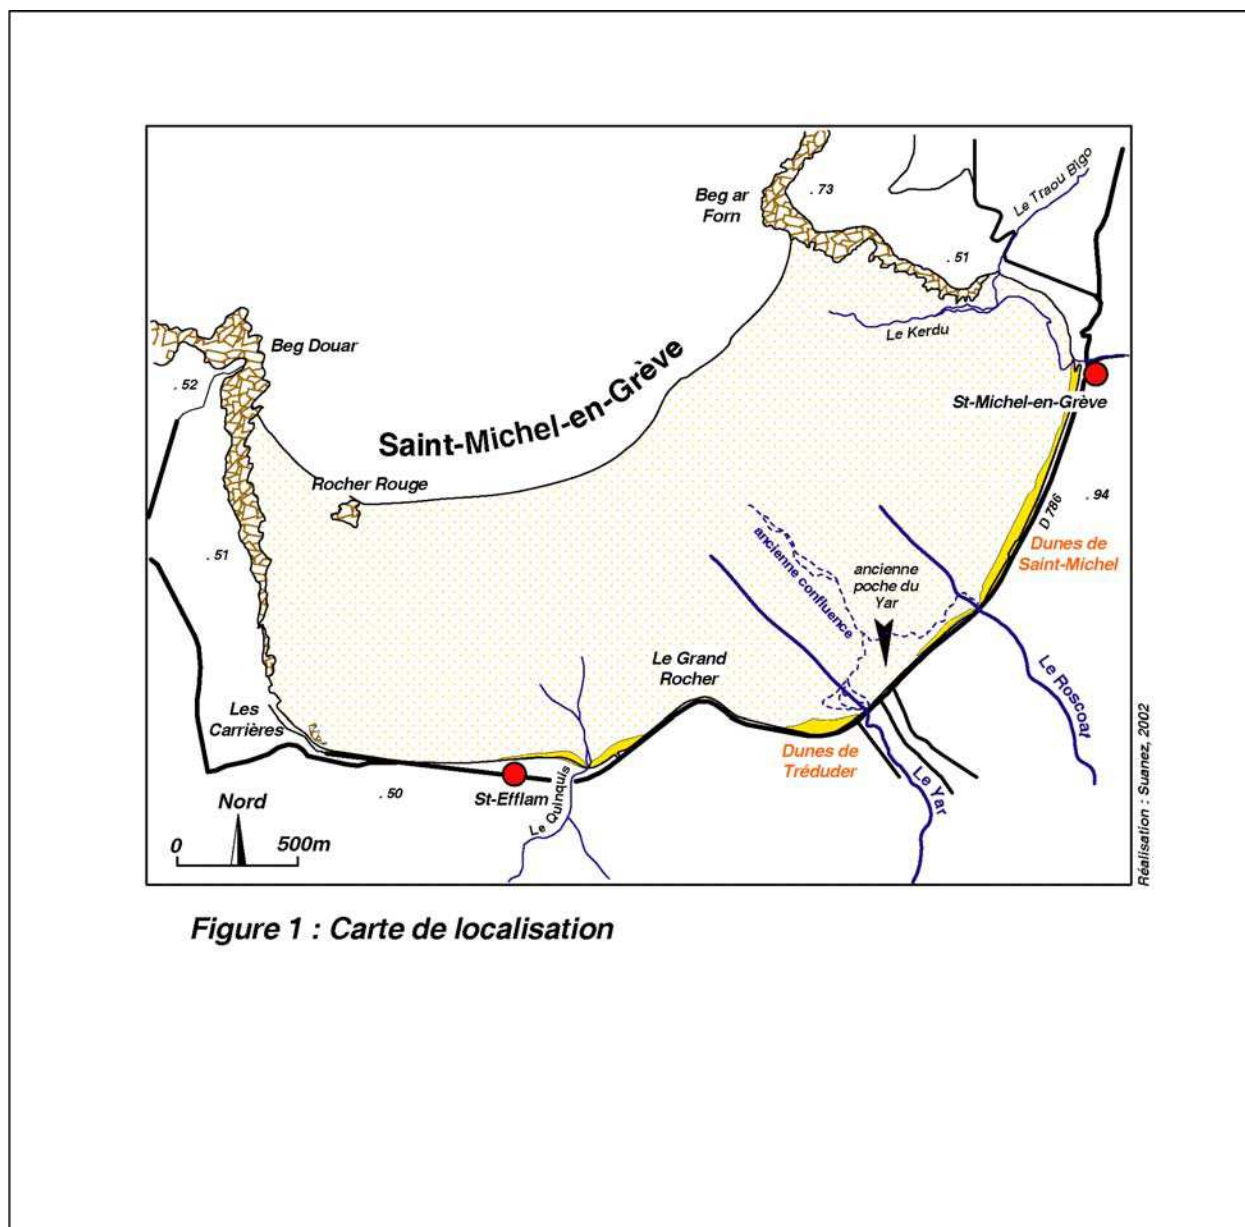 Beg ar
Forn
. 73
Le Traou Bigo
. 51
Le Kerdu
Beg Douar
. 52
Saint-Michel-en-Grève
St-Michel-en-Grève
Rocher Rouge
. 94
D 786
. 51
Dunes de
Saint-Michel
ancienne confluence
ancienne
poche du
Yar
Le Grand
Rocher
Le Roscoat
Les
Carrières
Dunes de
Tréduder
Le Yar
St-Efflam
. 50
Le Quinquis
Nord
0 500m
Réalisation : Suanez, 2002
Figure 1 : Carte de localisation